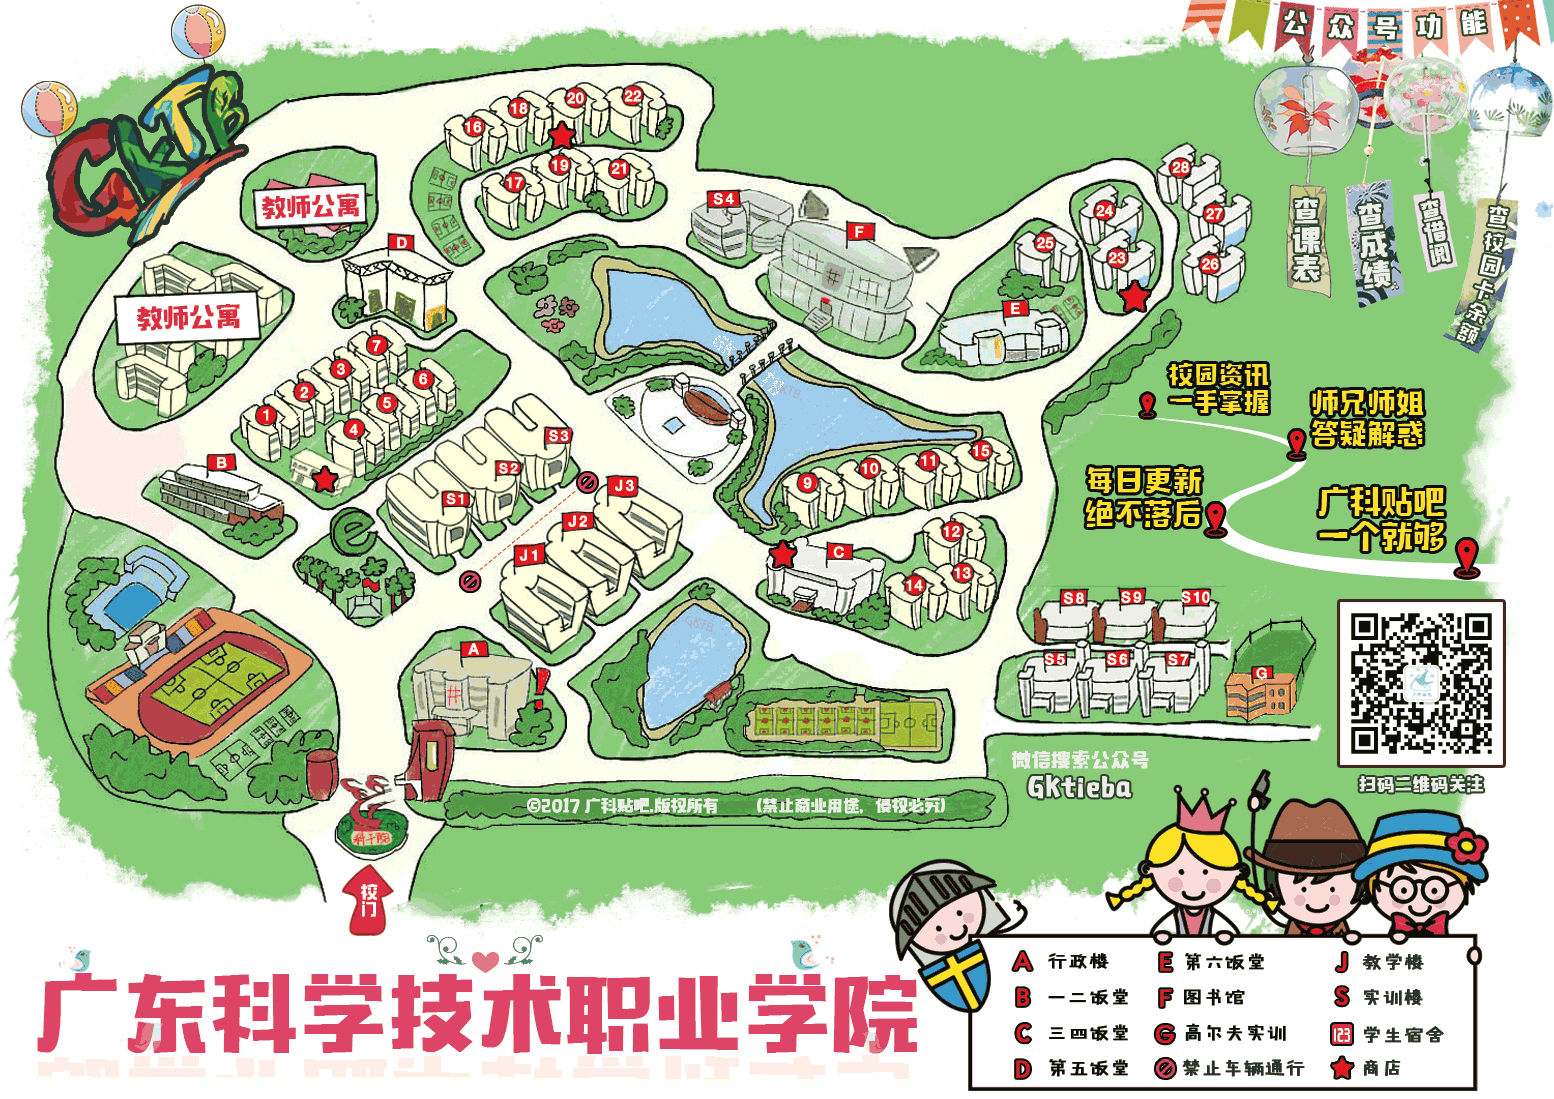 公众号功能
GKTB
查课表
查成绩
查借阅
查校园卡余额
教师公寓
教师公寓
16
18
20
22
17
19
21
S4
F
D
28
24
27
25
23
26
E
7
3
6
2
5
1
4
B
S3
S2
S1
J3
J2
J1
9
10
11
15
12
C
13
14
e
A
校园资讯
一手掌握
师兄师姐
答疑解惑
每日更新
绝不落后
广科贴吧
一个就够
S8
S9
S10
S5
S6
S7
G
微信搜索公众号
Gktieba
扫码二维码关注
©2017 广科贴吧.版权所有 (禁止商业用途，侵权必究)
校门
广东科学技术职业学院
A 行政楼
B 一二饭堂
C 三四饭堂
D 第五饭堂
E 第六饭堂
F 图书馆
G 高尔夫实训
禁止车辆通行
J 教学楼
S 实训楼
123 学生宿舍
商店